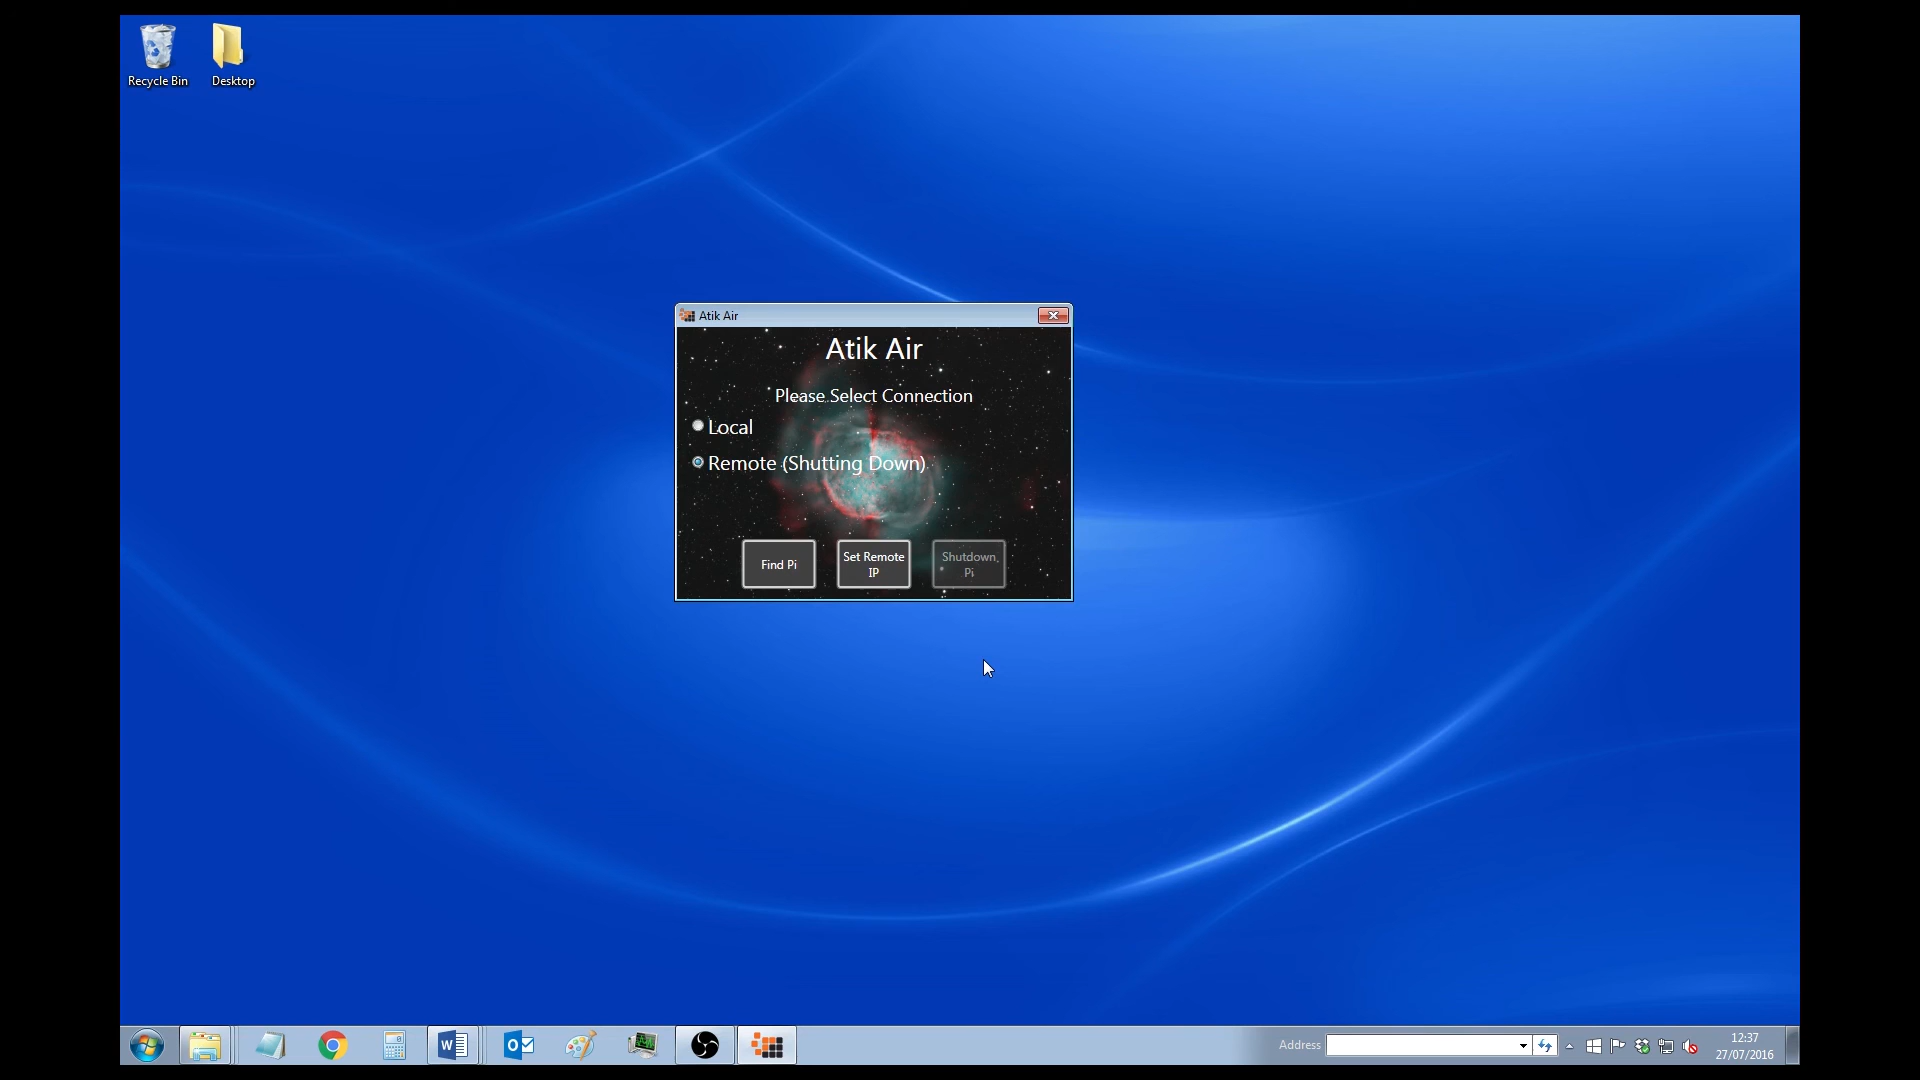 Recycle Bin
Desktop
Atik Air
Atik Air
Please Select Connection
Local
Remote (Shutting Down)
Find Pi
Set Remote
IP
Shutdown
Pi
Address
12:37
27/07/2016